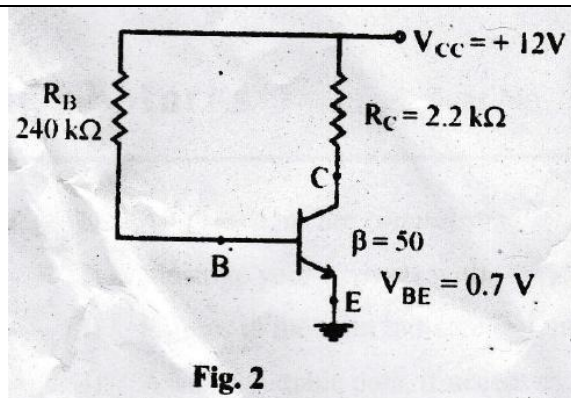 V_CC = + 12V
R_B
240 kΩ
R_C = 2.2 kΩ
C
β = 50
B
V_BE = 0.7 V
E
Fig. 2